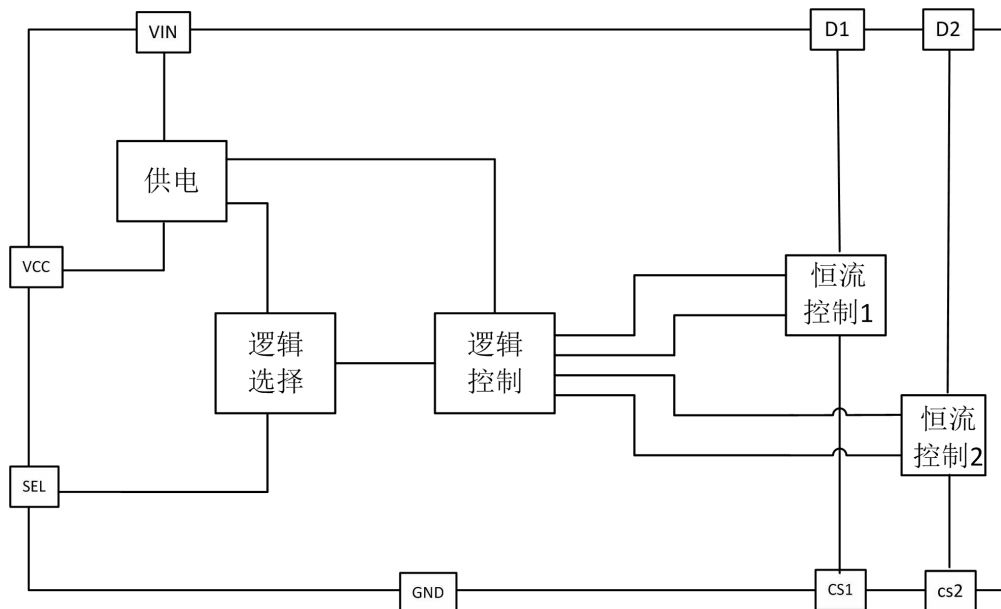 VIN
D1
D2
供电
VCC
恒流
控制1
逻辑
选择
逻辑
控制
恒流
控制2
SEL
GND
CS1
cs2